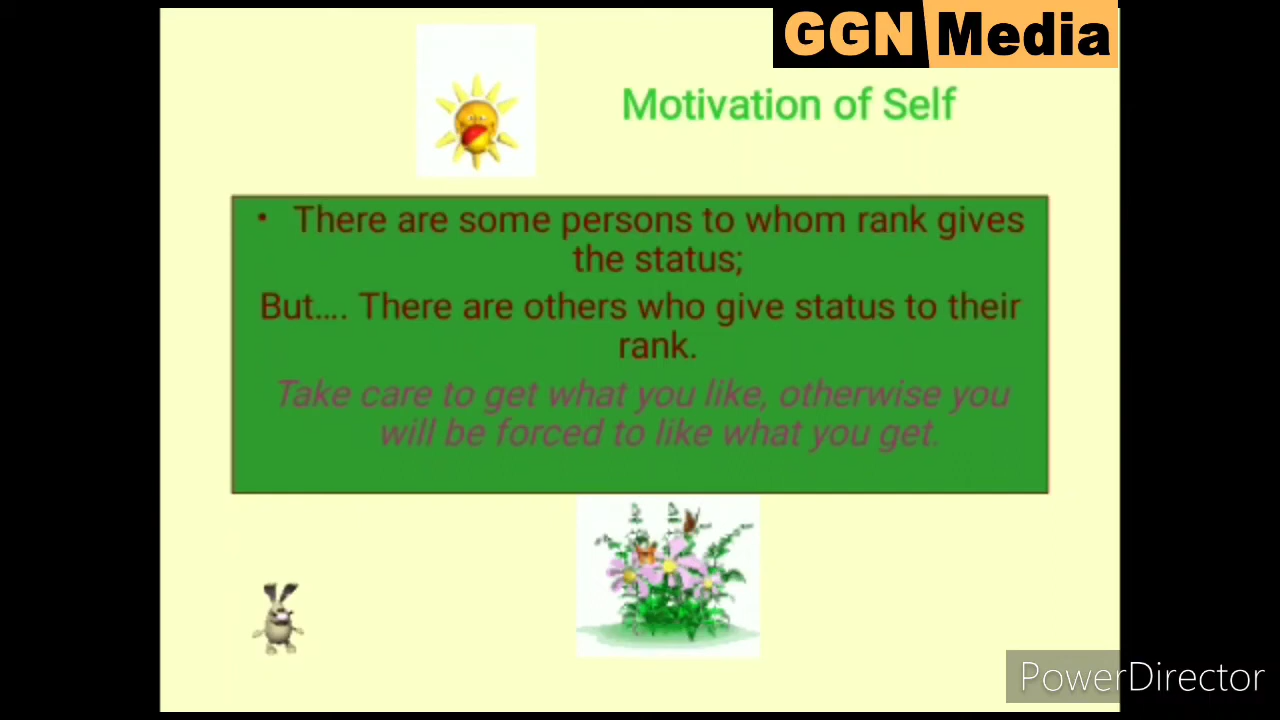 GGN Media
Motivation of Self
• There are some persons to whom rank gives
the status;
But.... There are others who give status to their
rank.
Take care to get what you like, otherwise you
will be forced to like what you get.
PowerDirector